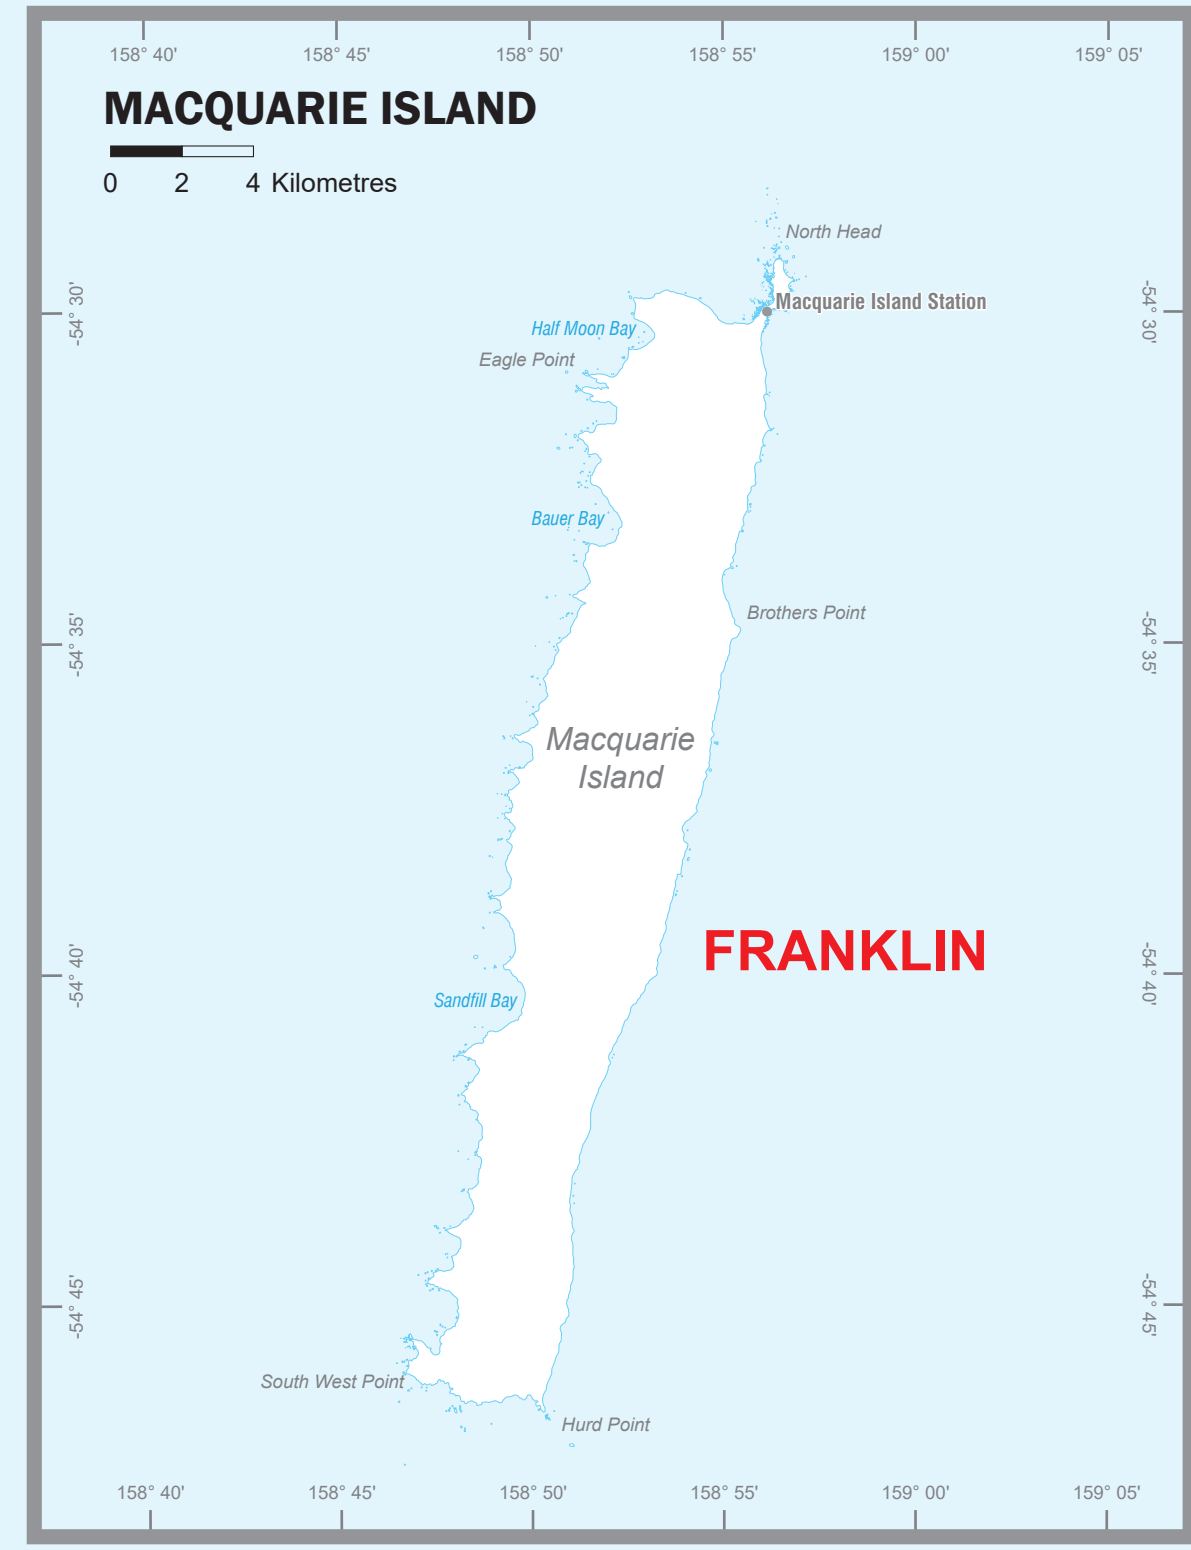 158° 40' 158° 45' 158° 50' 158° 55' 159° 00' 159° 05'
MACQUARIE ISLAND
0 2 4 Kilometres
North Head
-54° 30'
Macquarie Island Station
-54° 30'
Half Moon Bay
Eagle Point
Bauer Bay
Brothers Point
-54° 35'
-54° 35'
Macquarie
Island
FRANKLIN
-54° 40'
-54° 40'
Sandfill Bay
-54° 45'
-54° 45'
South West Point
Hurd Point
158° 40' 158° 45' 158° 50' 158° 55' 159° 00' 159° 05'